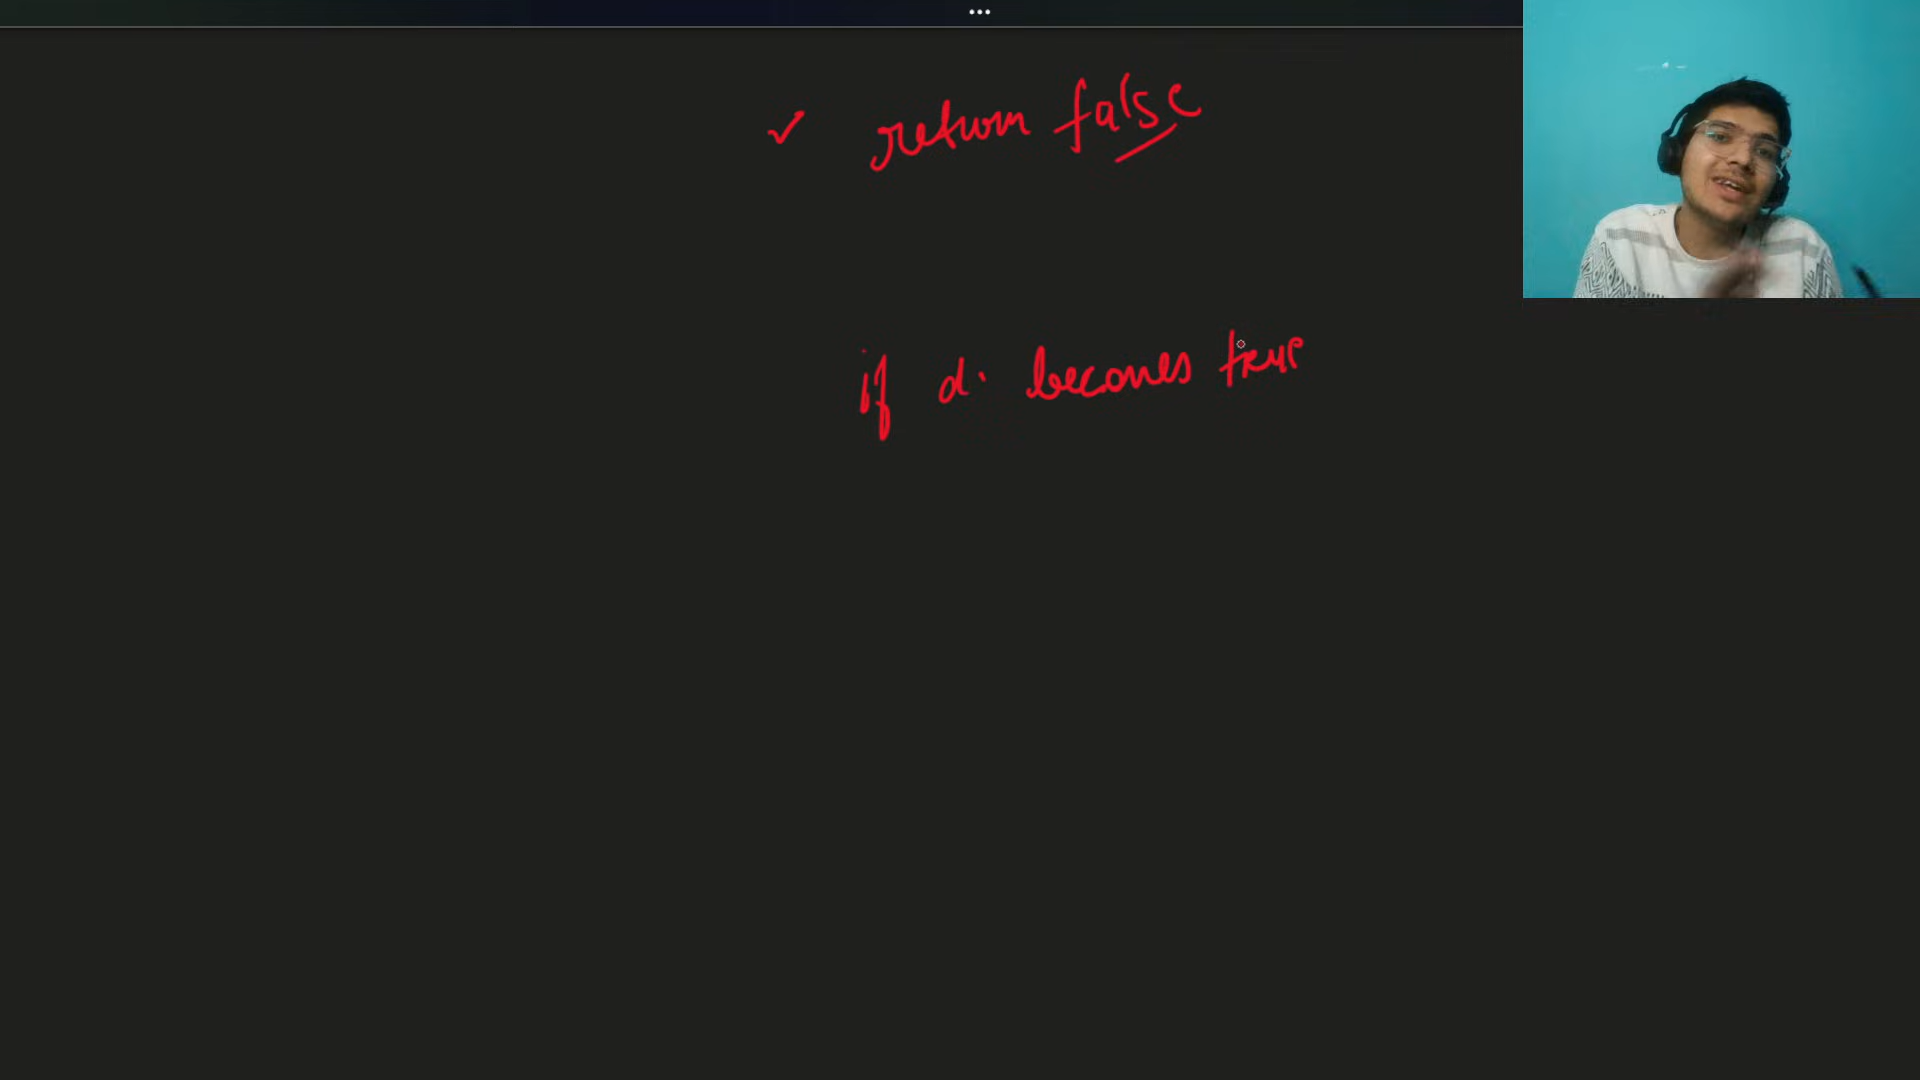 ✓ return false
if d. becomes true